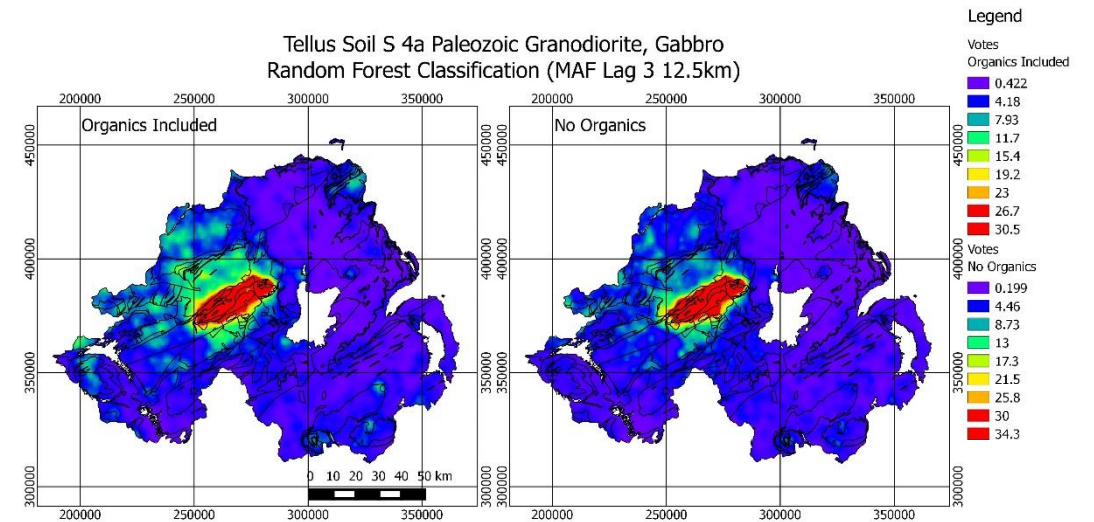 Tellus Soil S 4a Paleozoic Granodiorite, Gabbro
Random Forest Classification (MAF Lag 3 12.5km)
200000 250000 300000 350000
200000 250000 300000 350000
Organics Included
No Organics
450000 450000 450000
400000 400000 400000
350000 350000 350000
300000 300000 300000
0 10 20 30 40 50 km
200000 250000 300000 350000
200000 250000 300000 350000
Legend
Votes
Organics Included
0.422
4.18
7.93
11.7
15.4
19.2
23
26.7
30.5
Votes
No Organics
0.199
4.46
8.73
13
17.3
21.5
25.8
30
34.3